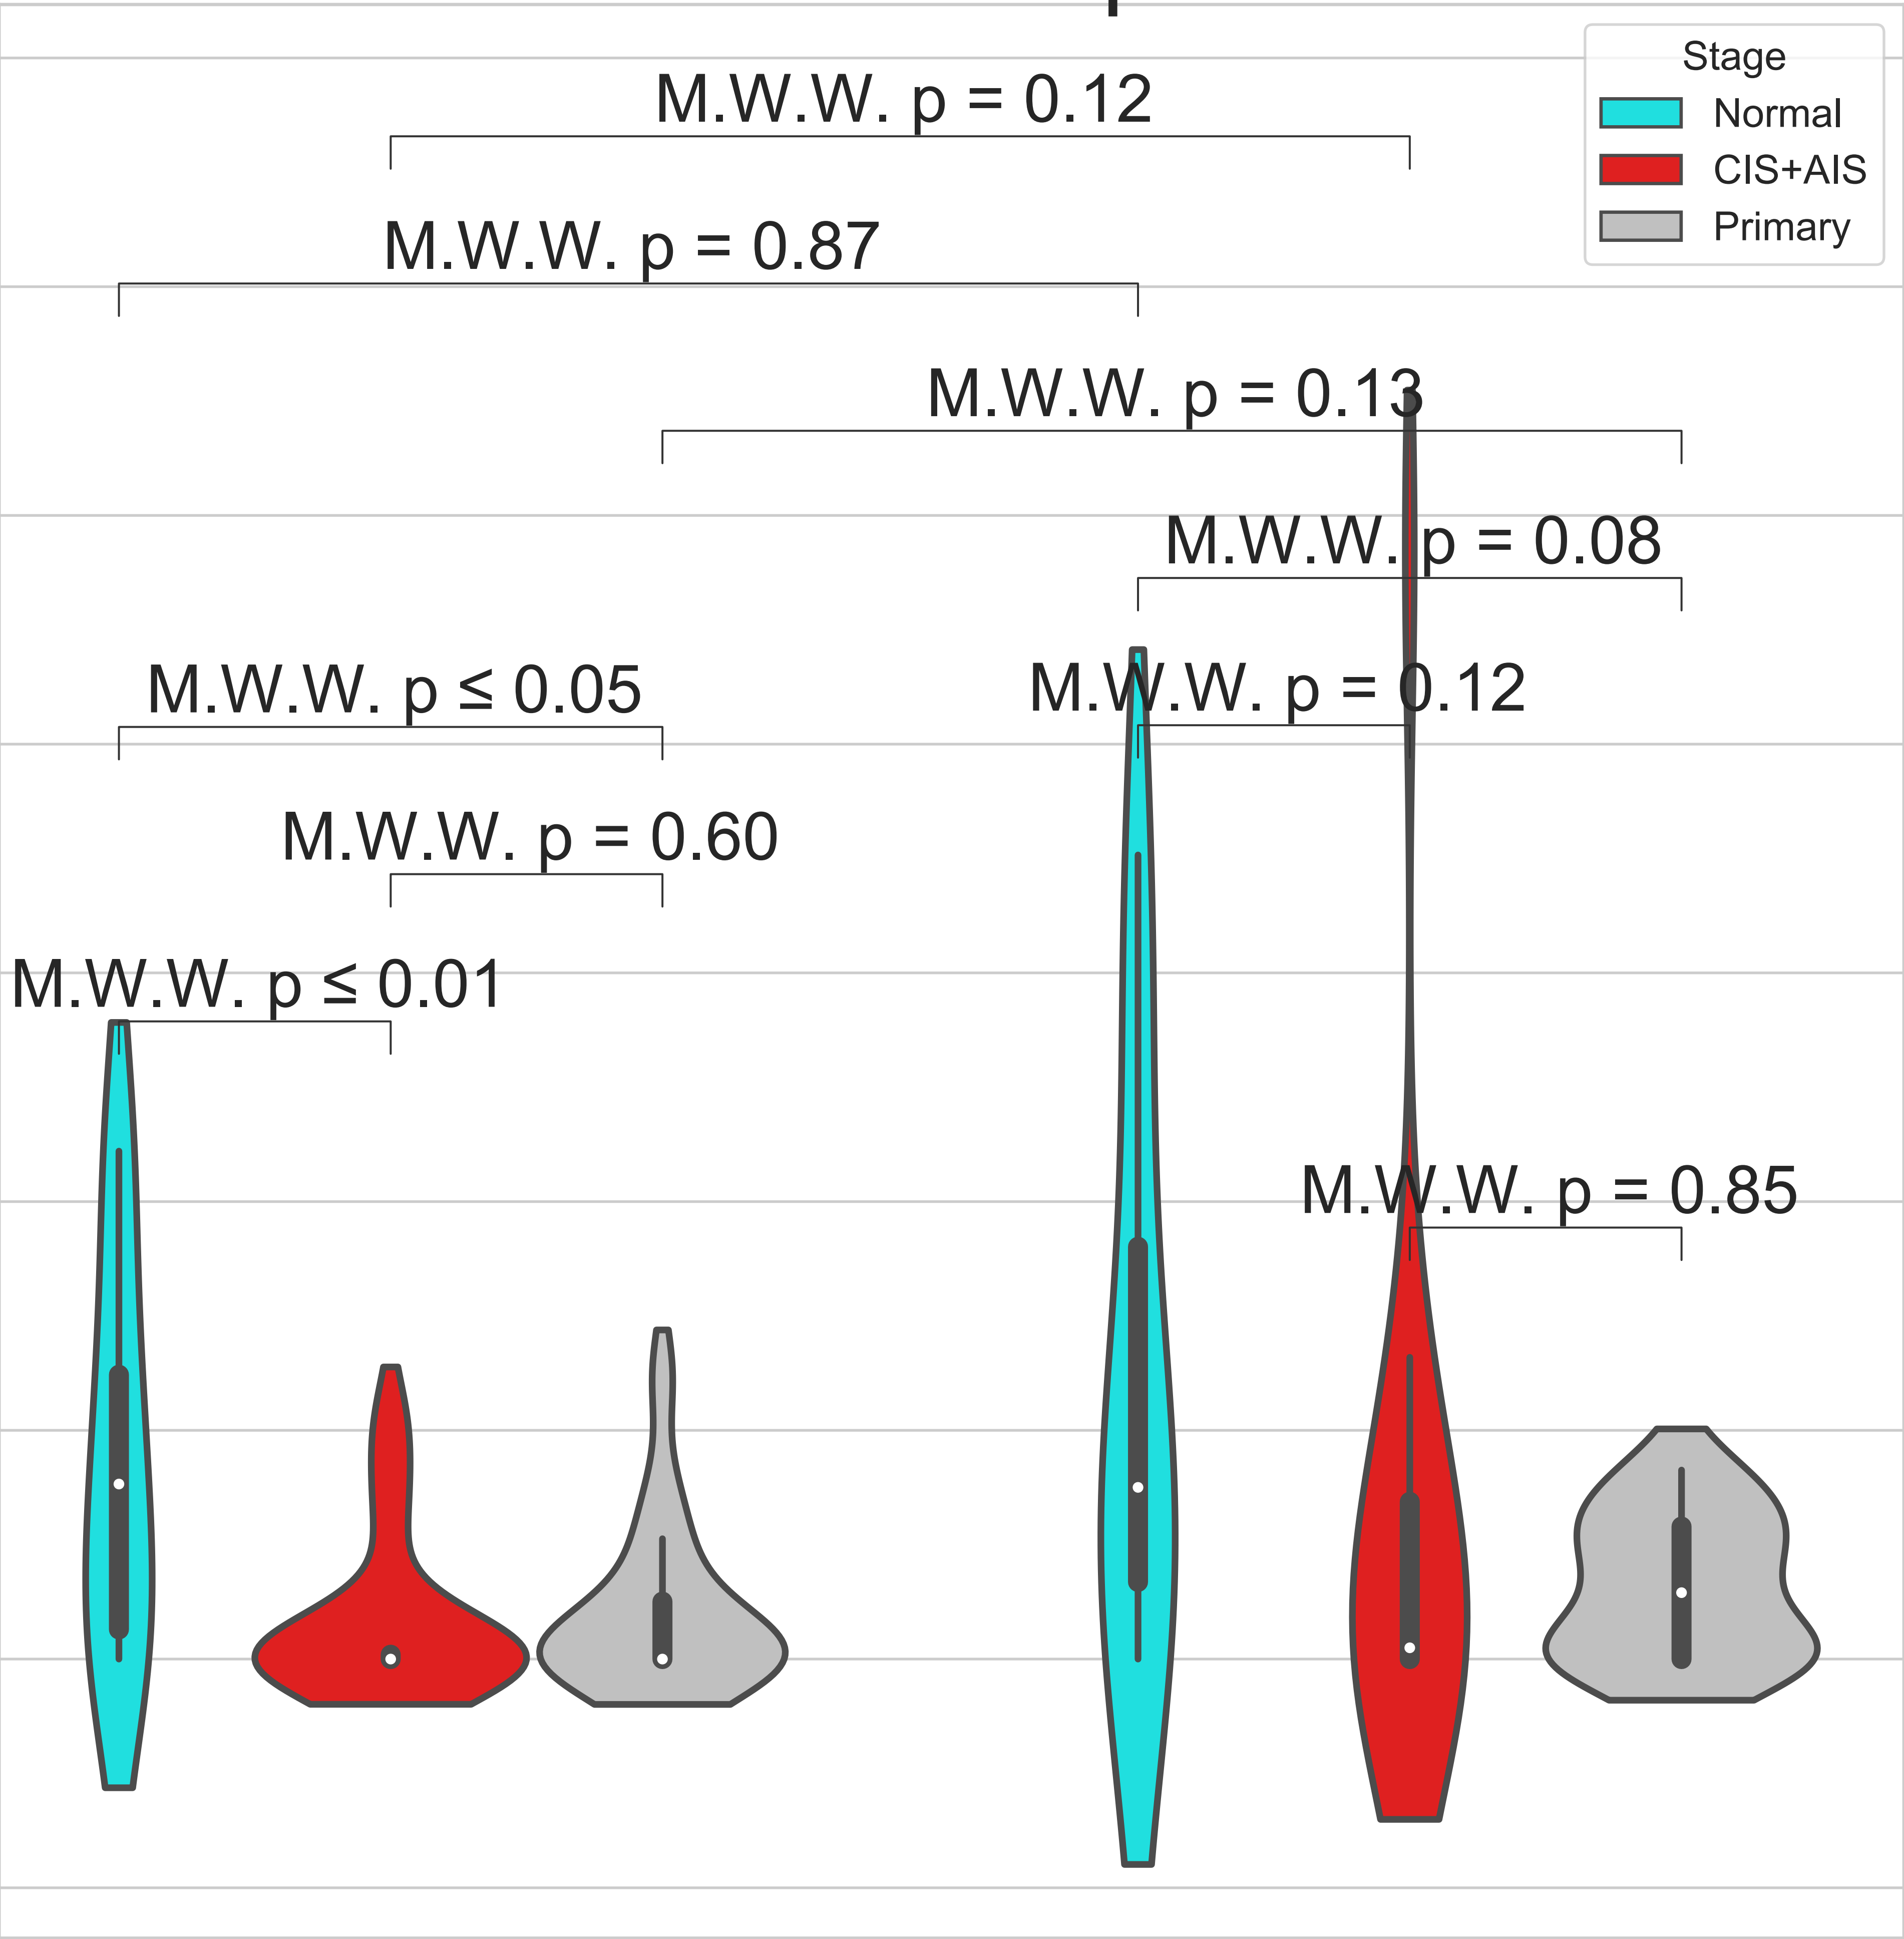 Stage
Normal
CIS+AIS
Primary
M.W.W. p = 0.12
M.W.W. p = 0.87
M.W.W. p = 0.13
M.W.W. p = 0.08
M.W.W. p ≤ 0.05
M.W.W. p = 0.12
M.W.W. p = 0.60
M.W.W. p ≤ 0.01
M.W.W. p = 0.85